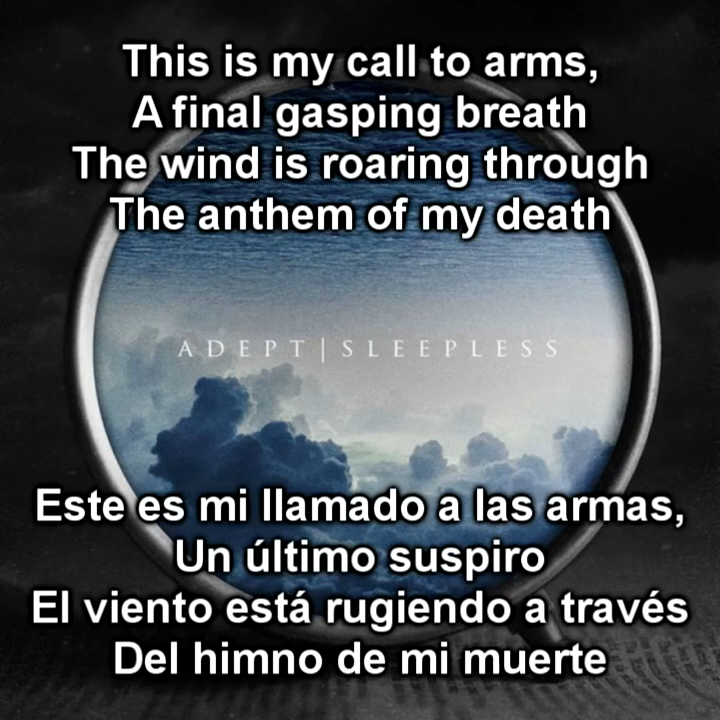 This is my call to arms,
A final gasping breath
The wind is roaring through
The anthem of my death
ADEPT | SLEEPLESS
Este es mi llamado a las armas,
Un último suspiro
El viento está rugiendo a través
Del himno de mi muerte